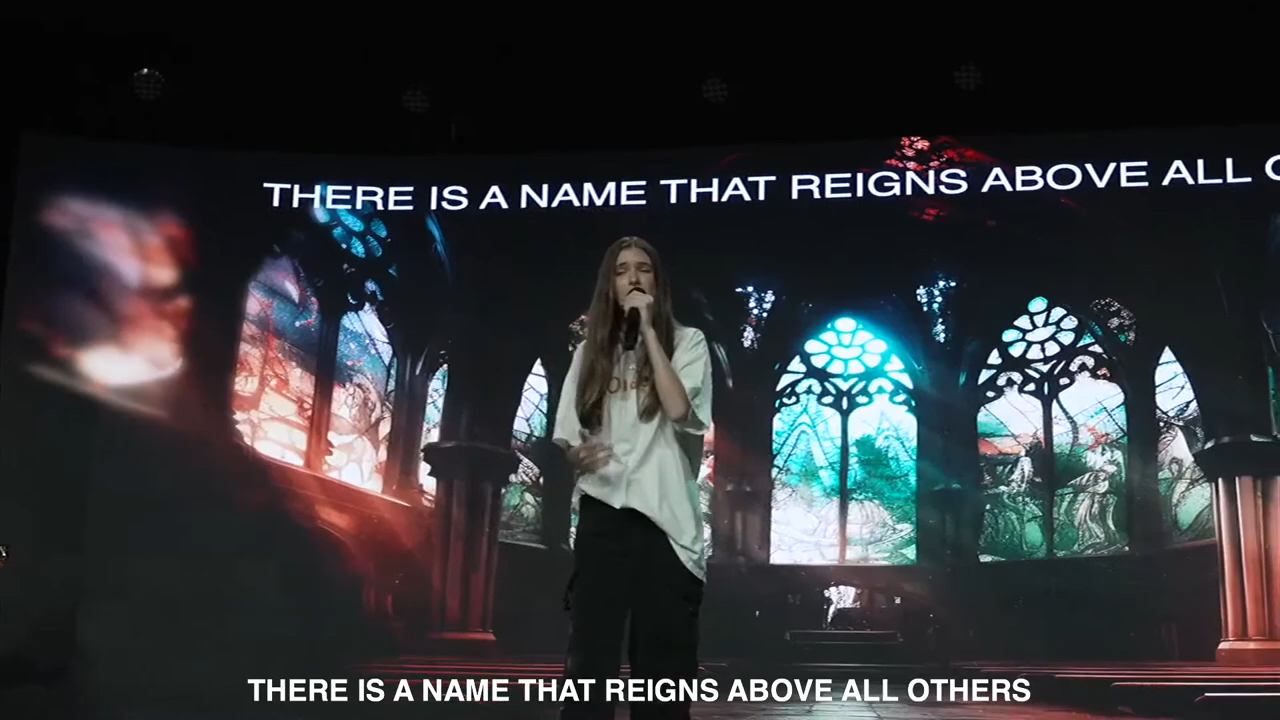 THERE IS A NAME THAT REIGNS ABOVE ALL
THERE IS A NAME THAT REIGNS ABOVE ALL OTHERS